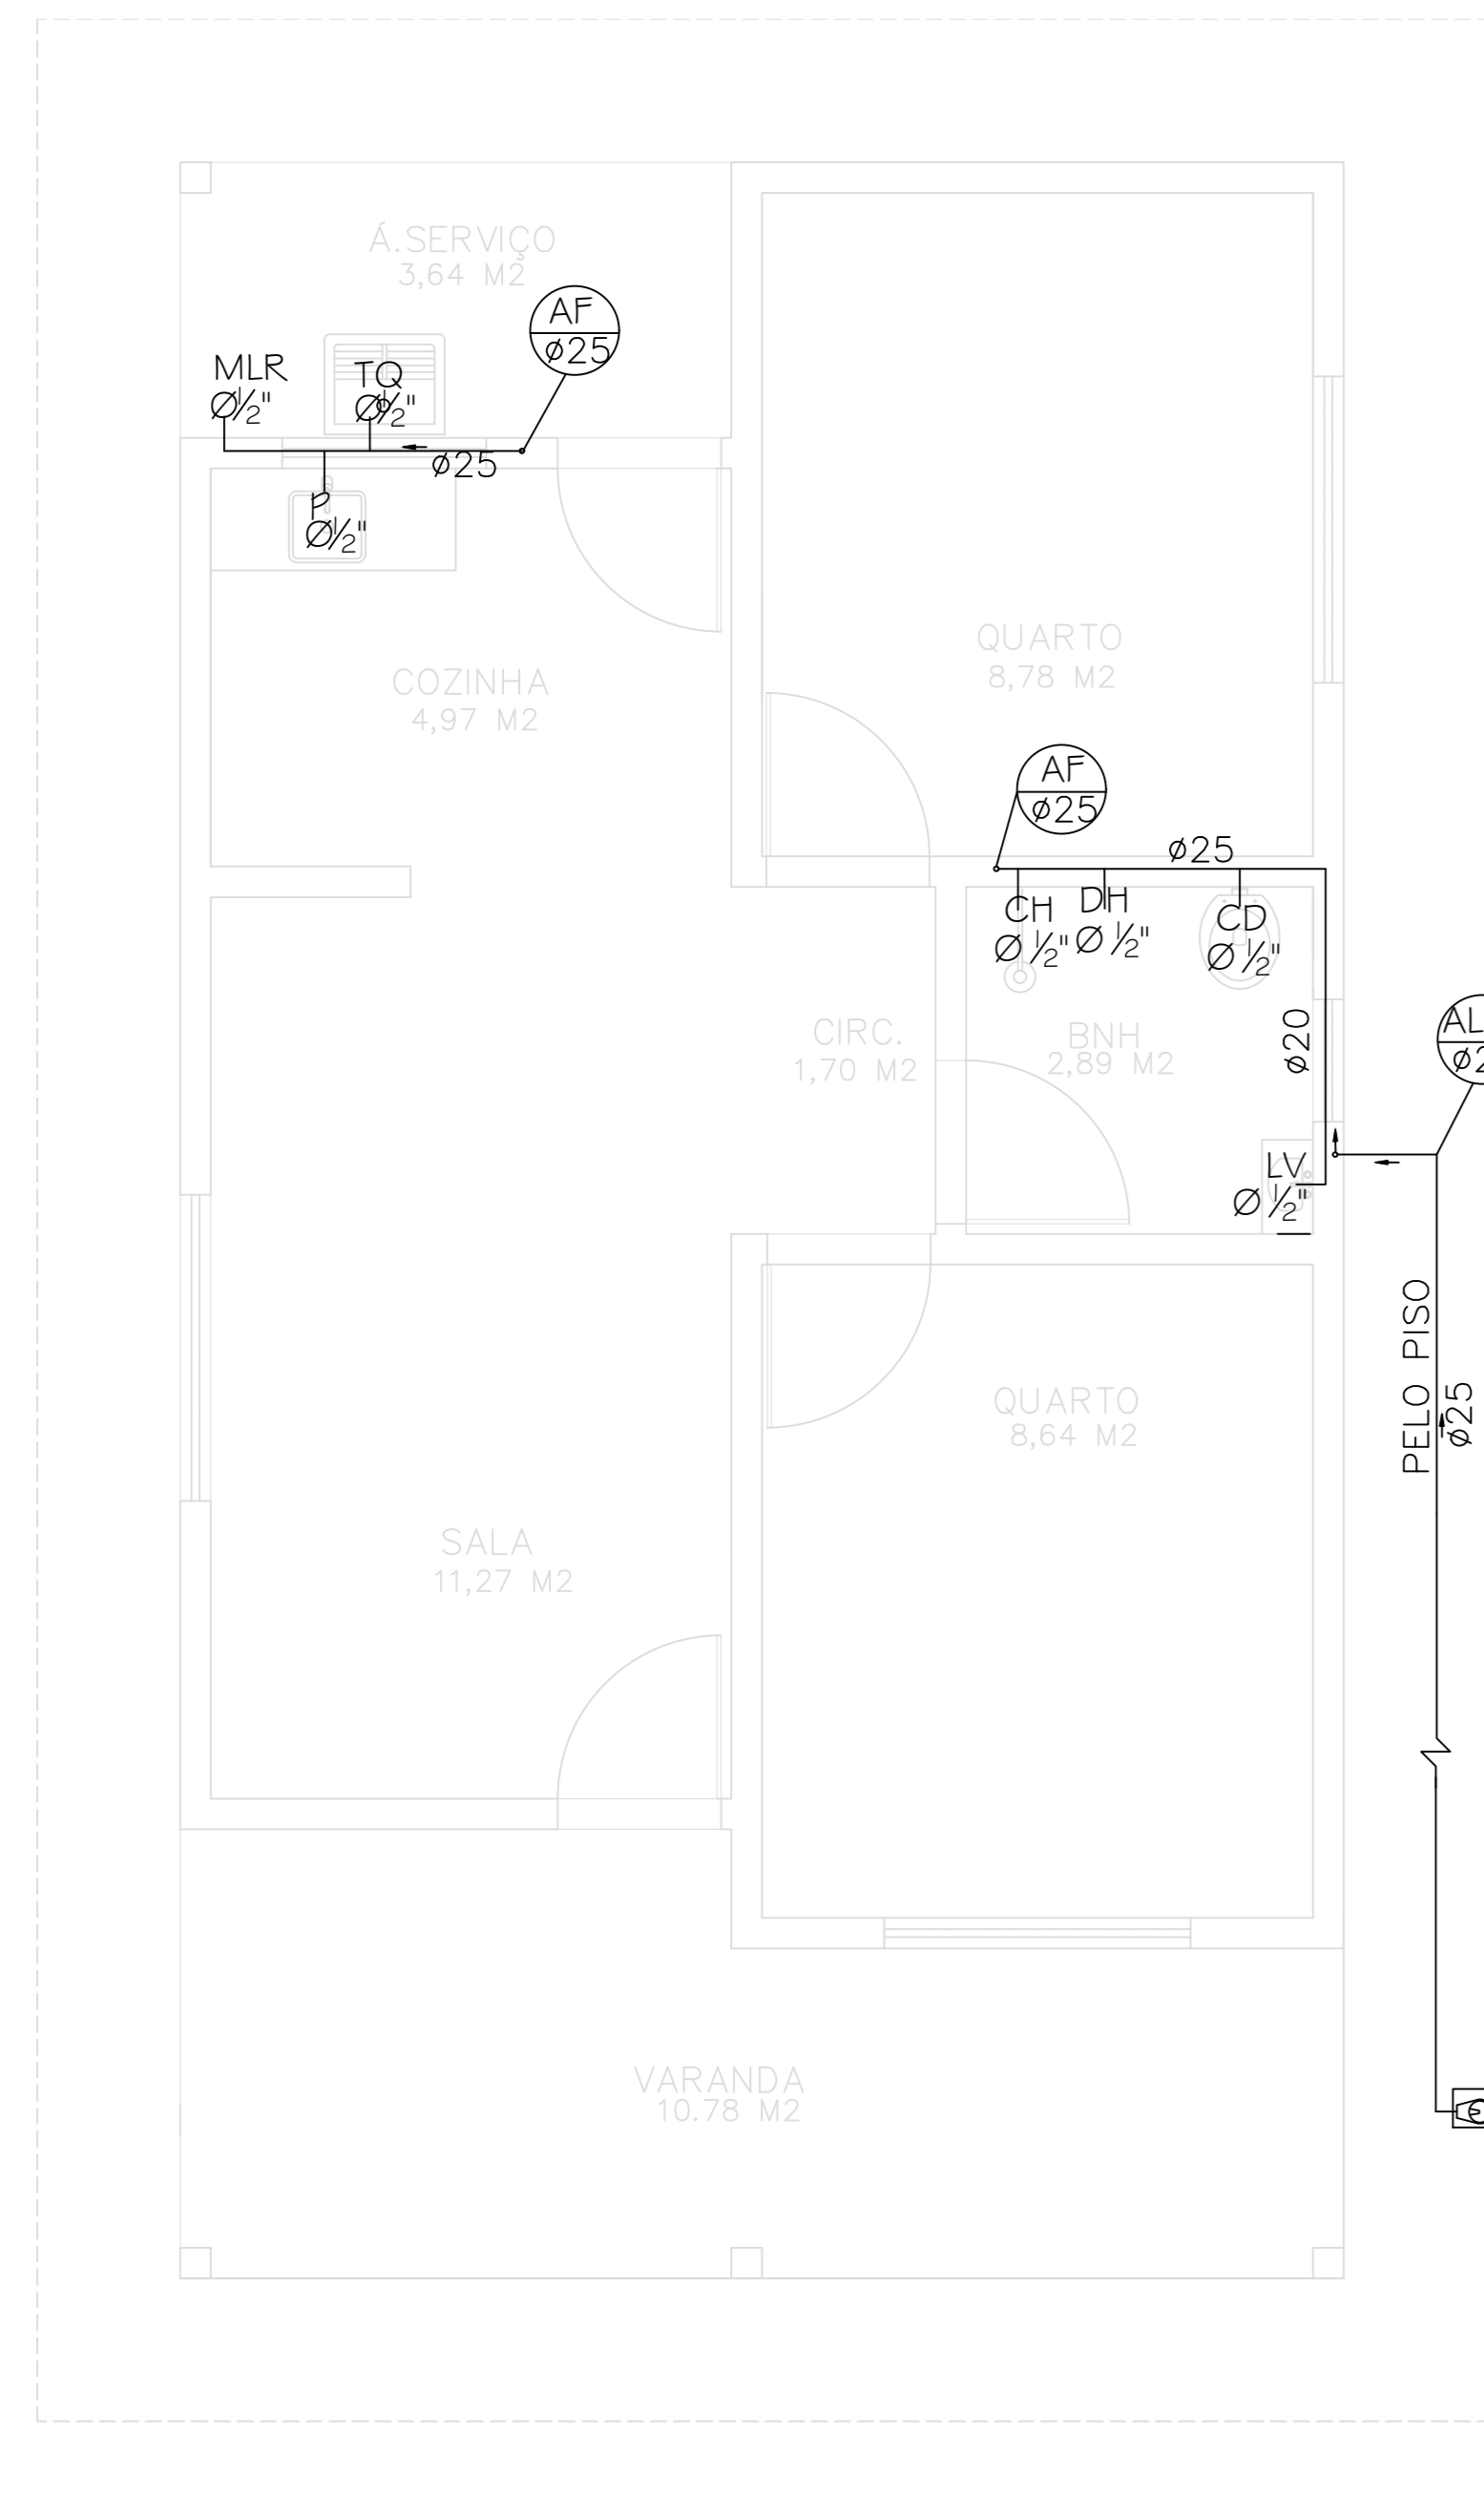 Á.SERVIÇO
3,64 M2
AF
ø25
MLR
Ø1/2"
TQ
Ø1/2"
ø25
P
Ø1/2"
COZINHA
4,97 M2
QUARTO
8,78 M2
AF
ø25
ø25
CH
Ø 1/2"
DH
Ø 1/2"
CD
Ø 1/2"
CIRC.
1,70 M2
BNH
2,89 M2
ø20
AL
ø2
LV
Ø 1/2"
PELO PISO
ø25
QUARTO
8,64 M2
SALA
11,27 M2
VARANDA
10.78 M2